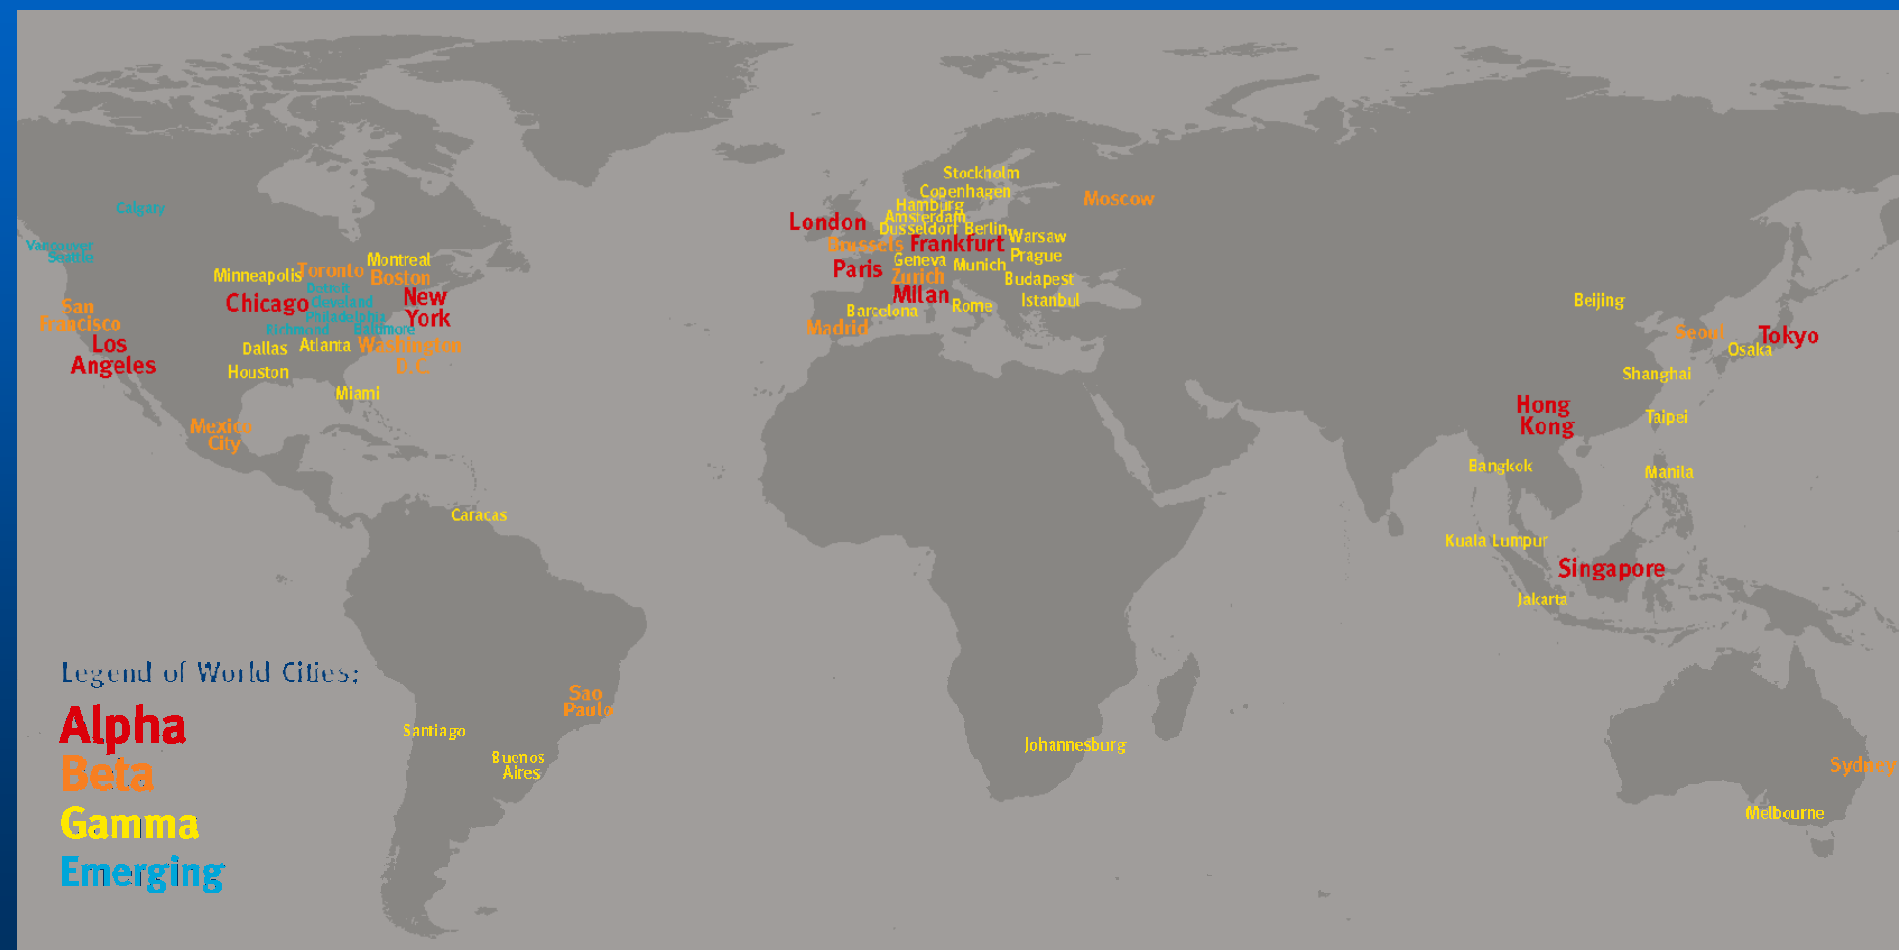 Stockholm
Copenhagen
Moscow
Hamburg
Calgary
Amsterdam
London
Dusseldorf Berlin
Warsaw
Vancouver
Brussels
Frankfurt
Seattle
Montreal
Geneva
Munich
Prague
Minneapolis
Toronto
Boston
Paris
Zurich
Budapest
Detroit
Chicago
Cleveland
New
York
Milan
Rome
Istanbul
Beijing
San
Francisco
Philadelphia
Barcelona
Richmond
Baltimore
Madrid
Seoul
Tokyo
Los
Angeles
Dallas
Atlanta
Washington
D.C.
Osaka
Houston
Shanghai
Miami
Hong
Kong
Taipei
Mexico
City
Bangkok
Manila
Caracas
Kuala Lumpur
Singapore
Jakarta
Legend of World Cities:
Alpha
Beta
Gamma
Emerging
Sao
Paulo
Santiago
Buenos
Aires
Johannesburg
Sydney
Melbourne